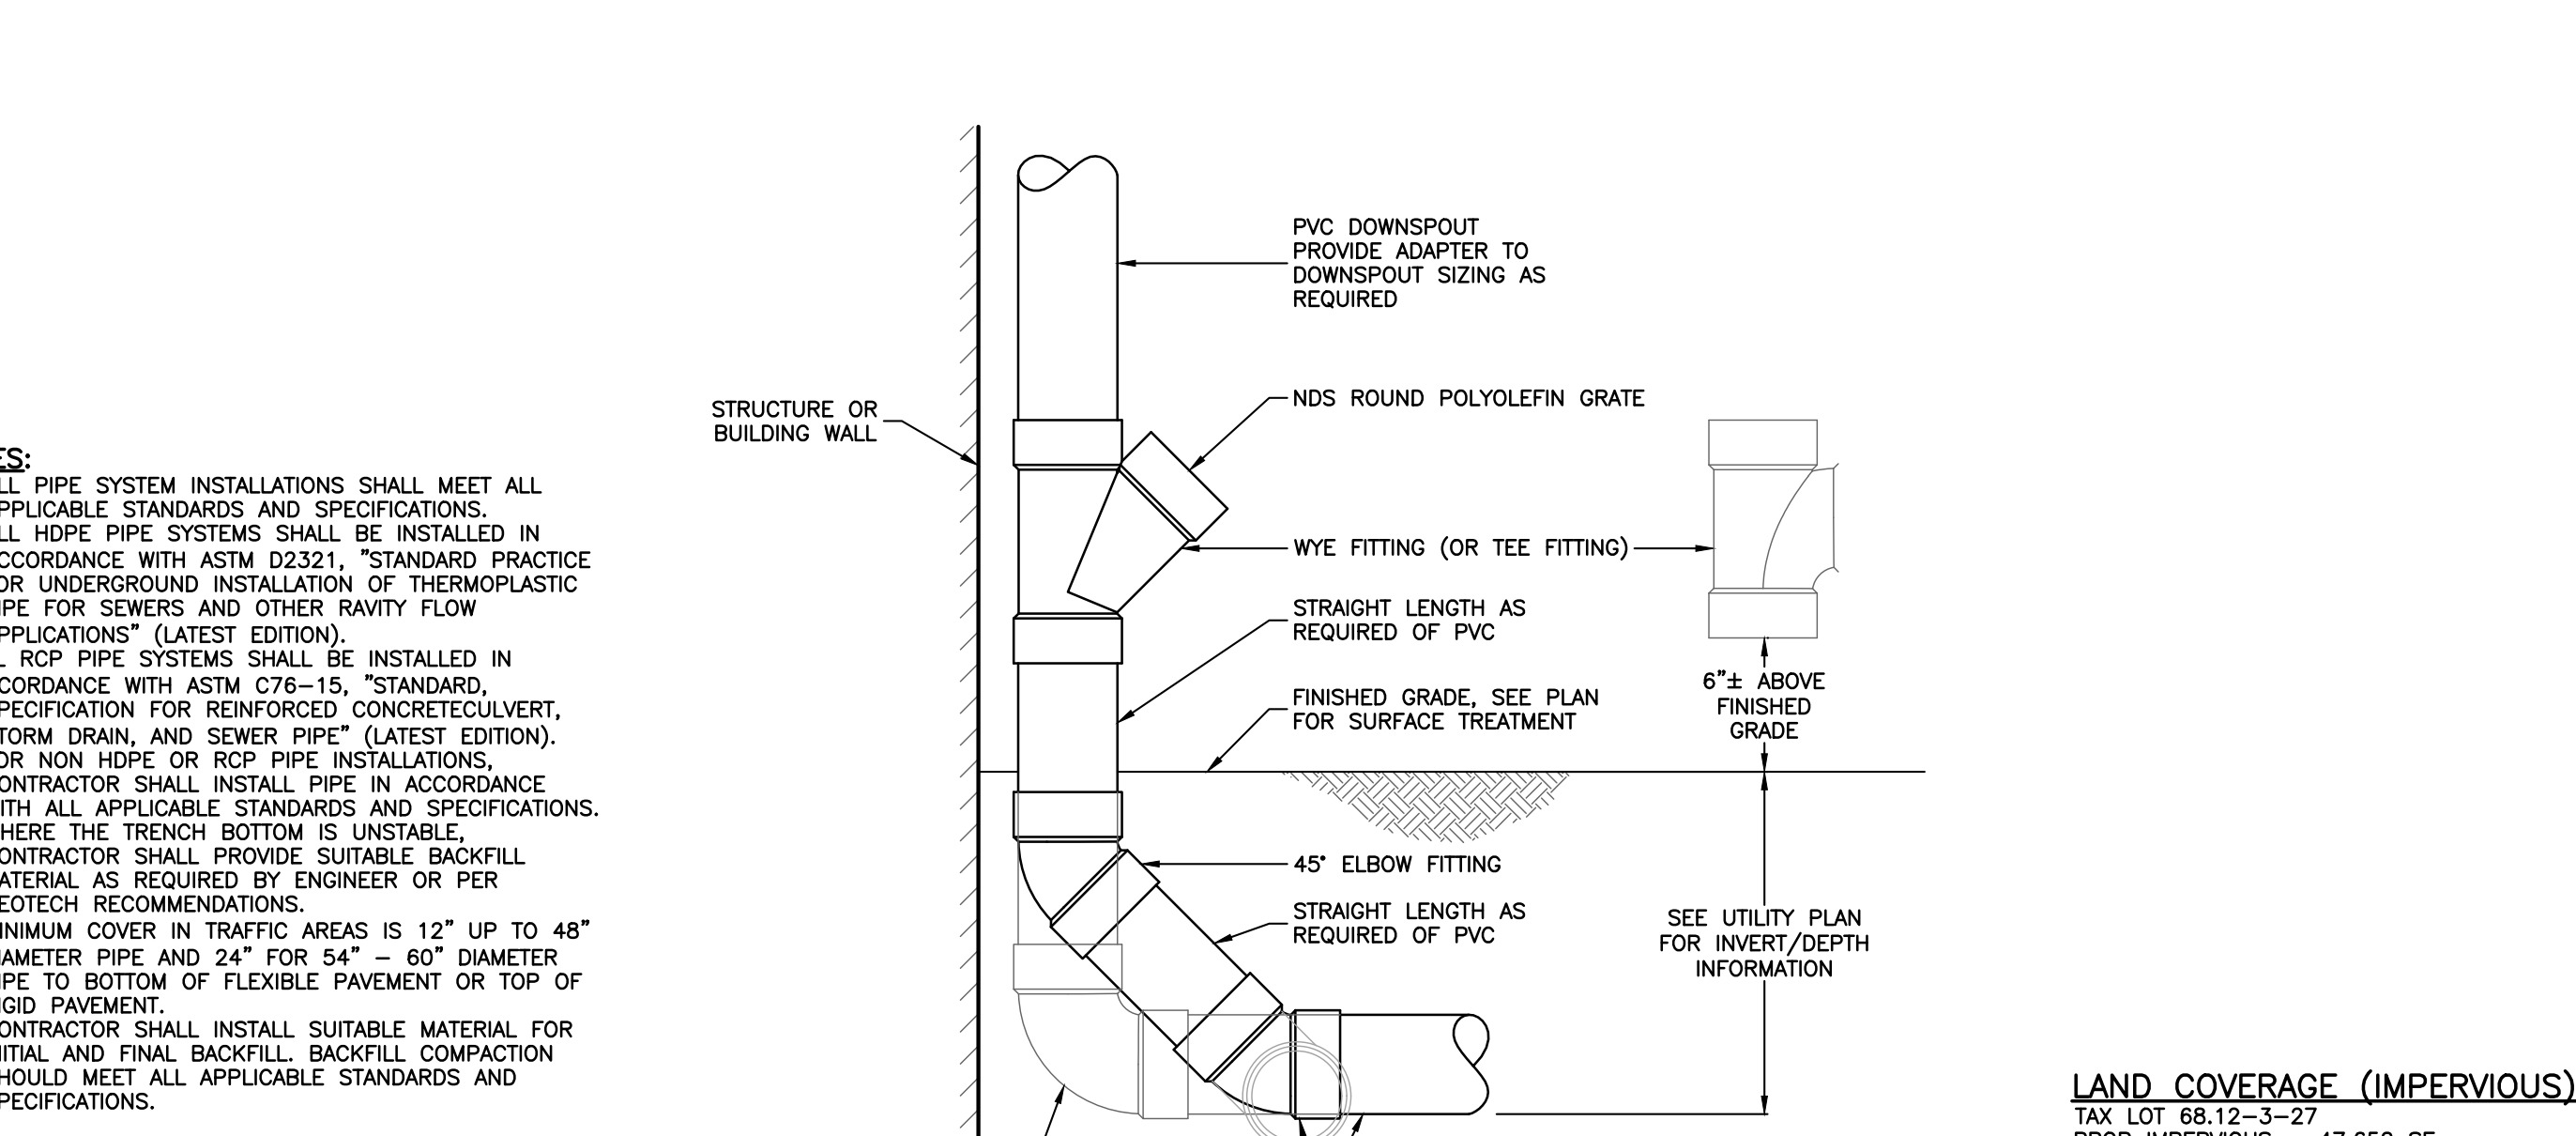 ES:
LL PIPE SYSTEM INSTALLATIONS SHALL MEET ALL
PPLICABLE STANDARDS AND SPECIFICATIONS.
LL HDPE PIPE SYSTEMS SHALL BE INSTALLED IN
CCORDANCE WITH ASTM D2321, "STANDARD PRACTICE
OR UNDERGROUND INSTALLATION OF THERMOPLASTIC
IPE FOR SEWERS AND OTHER RAVITY FLOW
PPLICATIONS" (LATEST EDITION).
L RCP PIPE SYSTEMS SHALL BE INSTALLED IN
CORDANCE WITH ASTM C76-15, "STANDARD,
PECIFICATION FOR REINFORCED CONCRETECULVERT,
TORM DRAIN, AND SEWER PIPE" (LATEST EDITION).
OR NON HDPE OR RCP PIPE INSTALLATIONS,
ONTRACTOR SHALL INSTALL PIPE IN ACCORDANCE
ITH ALL APPLICABLE STANDARDS AND SPECIFICATIONS.
HERE THE TRENCH BOTTOM IS UNSTABLE,
ONTRACTOR SHALL PROVIDE SUITABLE BACKFILL
ATERIAL AS REQUIRED BY ENGINEER OR PER
EOTECH RECOMMENDATIONS.
INIMUM COVER IN TRAFFIC AREAS IS 12" UP TO 48"
IAMETER PIPE AND 24" FOR 54" - 60" DIAMETER
IPE TO BOTTOM OF FLEXIBLE PAVEMENT OR TOP OF
IGID PAVEMENT.
ONTRACTOR SHALL INSTALL SUITABLE MATERIAL FOR
ITIAL AND FINAL BACKFILL. BACKFILL COMPACTION
HOULD MEET ALL APPLICABLE STANDARDS AND
PECIFICATIONS.
STRUCTURE OR
BUILDING WALL
PVC DOWNSPOUT
PROVIDE ADAPTER TO
DOWNSPOUT SIZING AS
REQUIRED
NDS ROUND POLYOLEFIN GRATE
WYE FITTING (OR TEE FITTING)
STRAIGHT LENGTH AS
REQUIRED OF PVC
FINISHED GRADE, SEE PLAN
FOR SURFACE TREATMENT
45° ELBOW FITTING
STRAIGHT LENGTH AS
REQUIRED OF PVC
6"± ABOVE
FINISHED
GRADE
SEE UTILITY PLAN
FOR INVERT/DEPTH
INFORMATION
LAND COVERAGE (IMPERVIOUS)
TAX LOT 68.12-3-27
PROP IMPERVIOUS